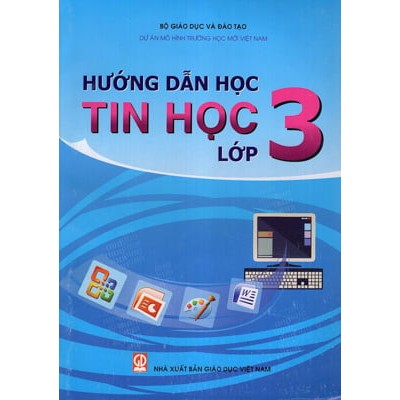 BỘ GIÁO DỤC VÀ ĐÀO TẠO
DỰ ÁN MÔ HÌNH TRƯỜNG HỌC MỚI VIỆT NAM
HƯỚNG DẪN HỌC
TIN HỌC 3
LỚP
W
NHÀ XUẤT BẢN GIÁO DỤC VIỆT NAM